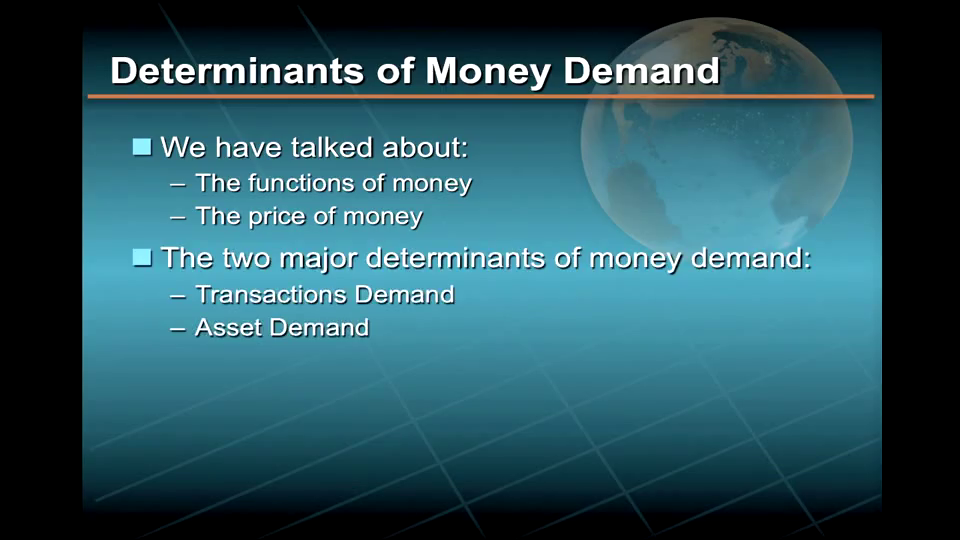 Determinants of Money Demand
We have talked about:
– The functions of money
– The price of money
The two major determinants of money demand:
– Transactions Demand
– Asset Demand